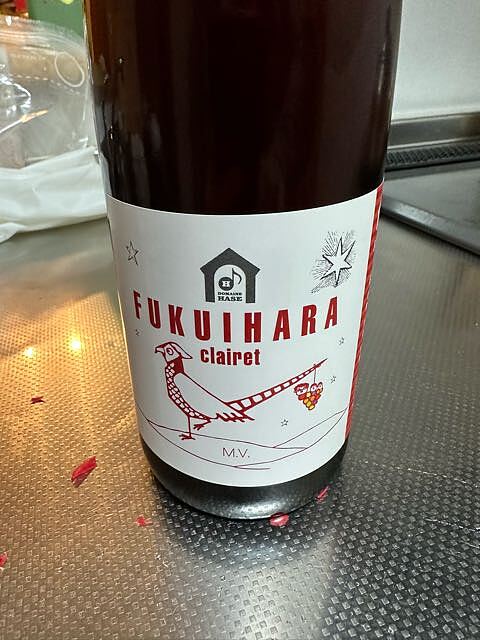 H
DOMAINE
HASE
FUKUIHARA
clairet
M.V.